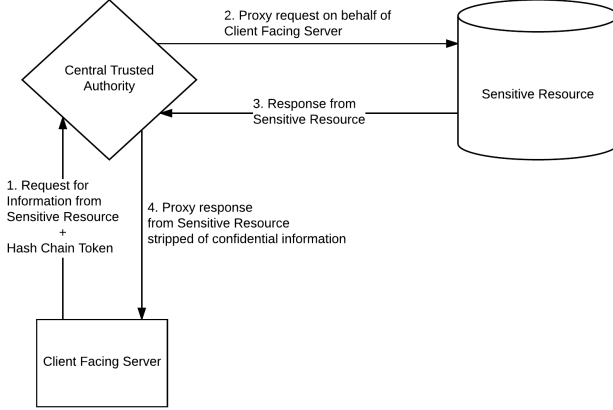 2. Proxy request on behalf of
Client Facing Server
Central Trusted
Authority
Sensitive Resource
3. Response from
Sensitive Resource
1. Request for
Information from
Sensitive Resource
+
Hash Chain Token
4. Proxy response
from Sensitive Resource
stripped of confidential information
Client Facing Server